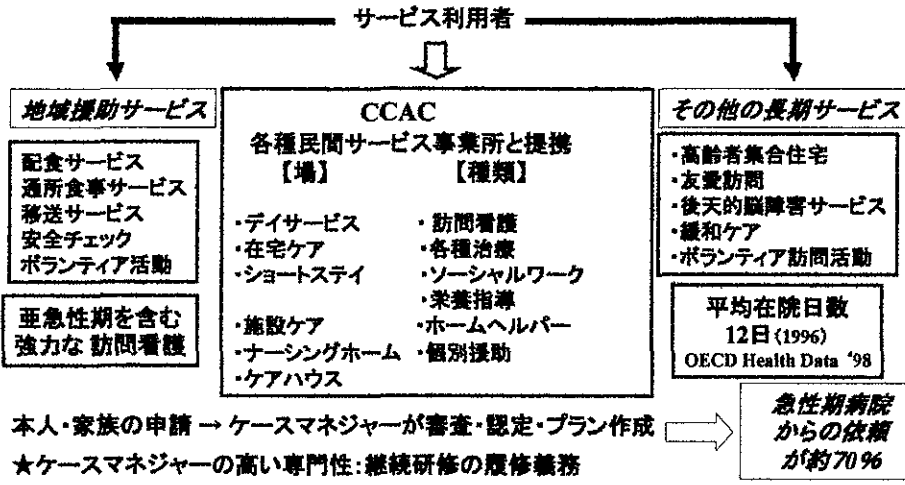 サービス利用者
地域援助サービス
配食サービス
通所食事サービス
移送サービス
安全チェック
ボランティア活動
亜急性期を含む
強力な 訪問看護
CCAC
各種民間サービス事業所と提携
【場】 【種類】
・デイサービス ・訪問看護
・在宅ケア ・各種治療
・ショートステイ ・ソーシャルワーク
・栄養指導
・施設ケア ・ホームヘルパー
・ナーシングホーム ・個別援助
・ケアハウス
その他の長期サービス
・高齢者集合住宅
・友愛訪問
・後天的脳障害サービス
・緩和ケア
・ボランティア訪問活動
平均在院日数
12日(1996)
OECD Health Data '98
本人・家族の申請 → ケースマネジャーが審査・認定・プラン作成
★ケースマネジャーの高い専門性:継続研修の履修義務
急性期病院
からの依頼
が約70%